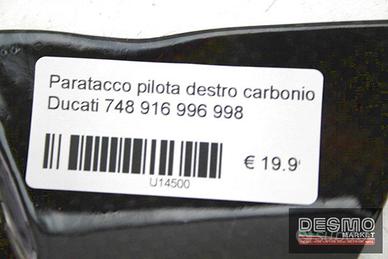 Paratacco pilota destro carbonio
Ducati 748 916 996 998
€ 19.9
U14500
DESMO
MARKET